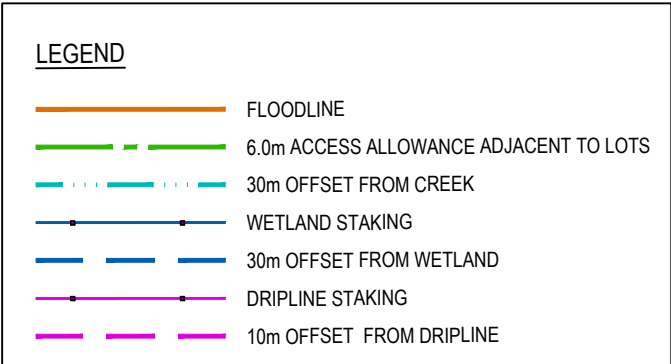 LEGEND
FLOODLINE
6.0m ACCESS ALLOWANCE ADJACENT TO LOTS
30m OFFSET FROM CREEK
WETLAND STAKING
30m OFFSET FROM WETLAND
DRIPLINE STAKING
10m OFFSET FROM DRIPLINE